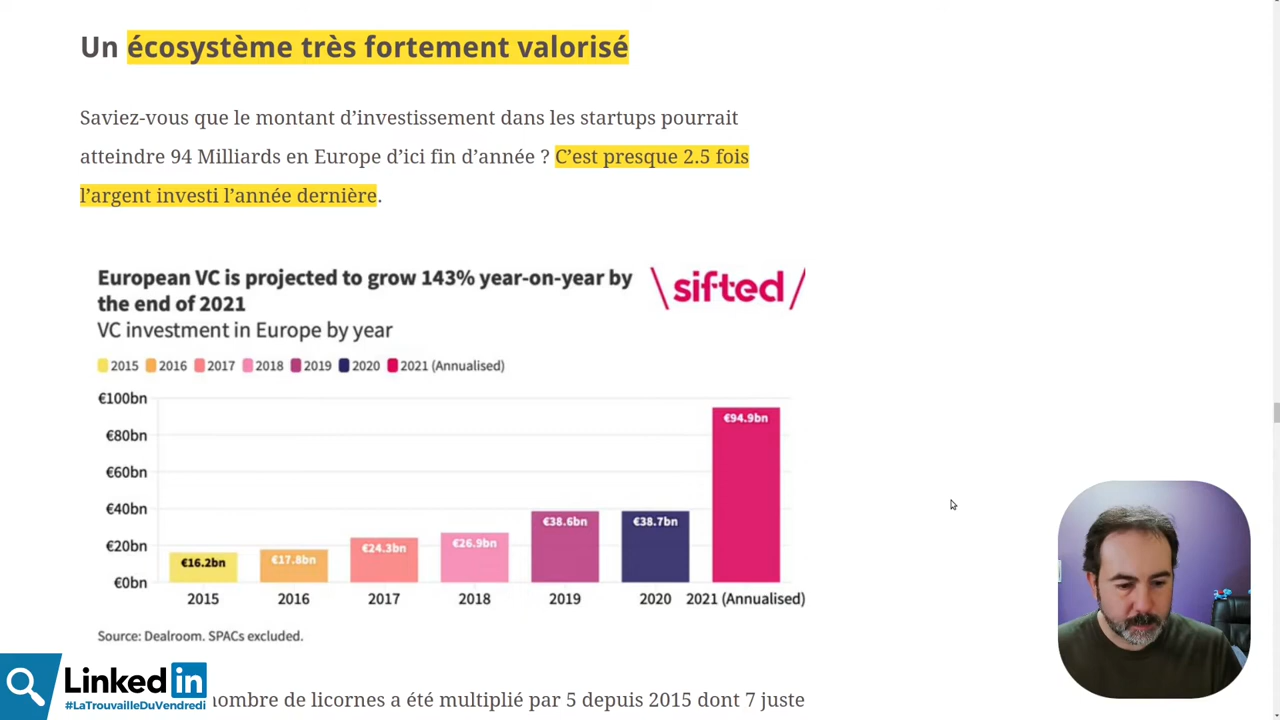 Un écosystème très fortement valorisé
Saviez-vous que le montant d’investissement dans les startups pourrait
atteindre 94 Milliards en Europe d’ici fin d’année ? C’est presque 2.5 fois
l’argent investi l’année dernière.
European VC is projected to grow 143% year-on-year by
the end of 2021
\sifted/
VC investment in Europe by year
2015 2016 2017 2018 2019 2020 2021 (Annualised)
€100bn
€80bn
€60bn
€40bn
€20bn
€0bn
€16.2bn
€17.8bn
€24.3bn
€26.9bn
€38.6bn
€38.7bn
€94.9bn
2015 2016 2017 2018 2019 2020 2021 (Annualised)
Source: Dealroom. SPACs excluded.
Linked in
#LaTrouvailleDuVendredi
nombre de licornes a été multiplié par 5 depuis 2015 dont 7 juste